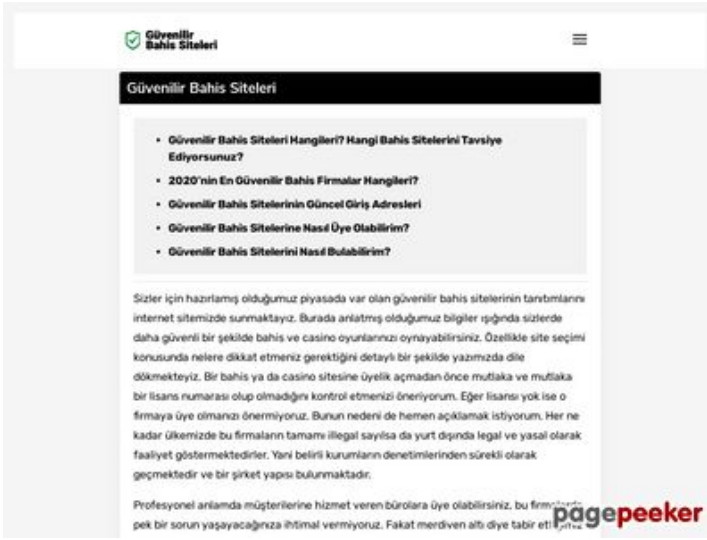 Güvenilir
Bahis Siteleri
Güvenilir Bahis Siteleri
Güvenilir Bahis Siteleri Hangileri? Hangi Bahis Sitelerini Tavsiye
Ediyorsunuz?
2020'nin En Güvenilir Bahis Firmalar Hangileri?
Güvenilir Bahis Sitelerinin Güncel Giriş Adresleri
Güvenilir Bahis Sitelerine Nasıl Üye Olabilirim?
Güvenilir Bahis Sitelerini Nasıl Bulabilirim?
Sizler için hazırlamış olduğumuz piyasada var olan güvenilir bahis sitelerinin tanıtımlarını
internet sitemizde sunmaktayız. Burada anlatmış olduğumuz bilgiler ışığında sizlerde
daha güvenli bir şekilde bahis ve casino oyunlarınızı oynayabilirsiniz. Özellikle site seçimi
konusunda nelere dikkat etmeniz gerektiğini detaylı bir şekilde yazımızda dile
dökmekteyiz. Bir bahis ya da casino sitesine üyelik açmadan önce mutlaka ve mutlaka
bir lisans numarası olup olmadığını kontrol etmenizi öneriyorum. Eğer lisansı yok ise o
firmaya üye olmanızı önermiyoruz. Bunun nedeni de hemen açıklamak istiyorum. Her ne
kadar ülkemizde bu firmaların tamamı illegal sayılsa da yurt dışında legal ve yasal olarak
faaliyet göstermektedirler. Yani belirli kurumların denetimlerinden sürekli olarak
geçmektedir ve bir şirket yapısı bulunmaktadır.
Profesyonel anlamda müşterilerine hizmet veren bürolara üye olabilirsiniz, bu
pek bir sorun yaşayacağınıza ihtimal vermiyoruz. Fakat merdiven altı diye tabir
pagepeeker